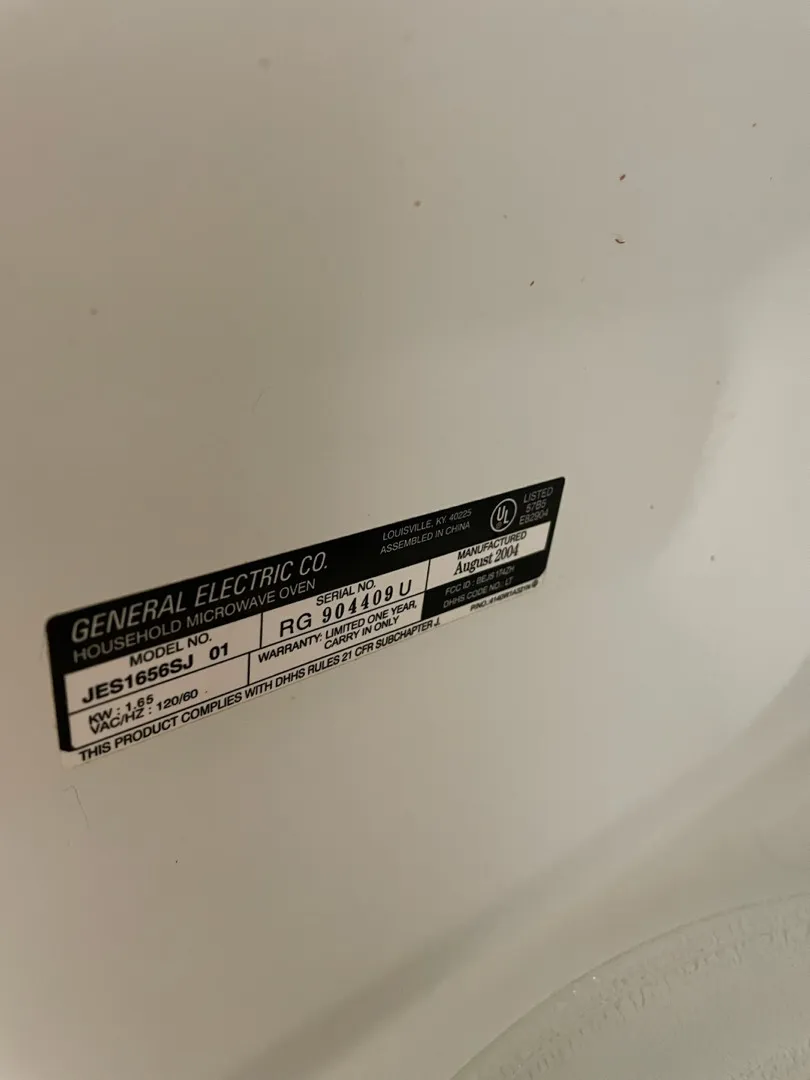 GENERAL ELECTRIC CO.
HOUSEHOLD MICROWAVE OVEN
LOUISVILLE, KY 40225
ASSEMBLED IN CHINA
UL
LISTED
57B5
E82904
MODEL NO.
JES1656SJ 01
SERIAL NO.
RG 904409 U
MANUFACTURED
August 2004
KW : 1.65
VAC/HZ : 120/60
WARRANTY: LIMITED ONE YEAR,
CARRY IN ONLY
FCC ID :
DHHS CODE NO.: LT
THIS PRODUCT COMPLIES WITH DHHS RULES 21 CFR SUBCHAPTER J.